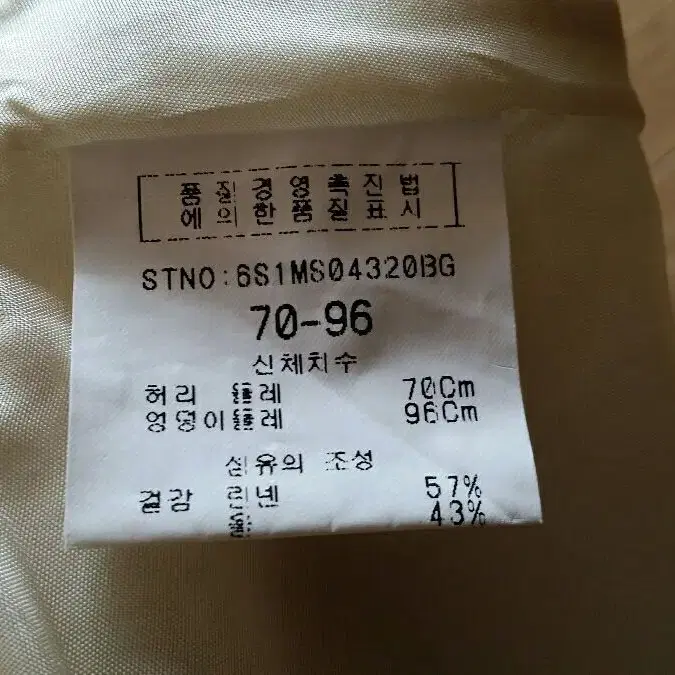 품질경영촉진법
에의한품질표시
STNO:6S1MS04320BG
70-96
신체치수
허리 둘레 70Cm
엉덩이둘레 96Cm
섬유의 조성
겉감 린넨 57%
43%